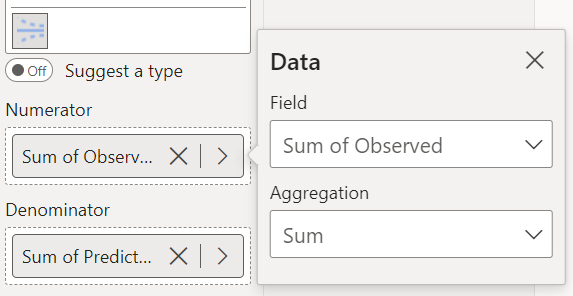 Off Suggest a type
Numerator
Sum of Observ...
Denominator
Sum of Predict...
Data
Field
Sum of Observed
Aggregation
Sum